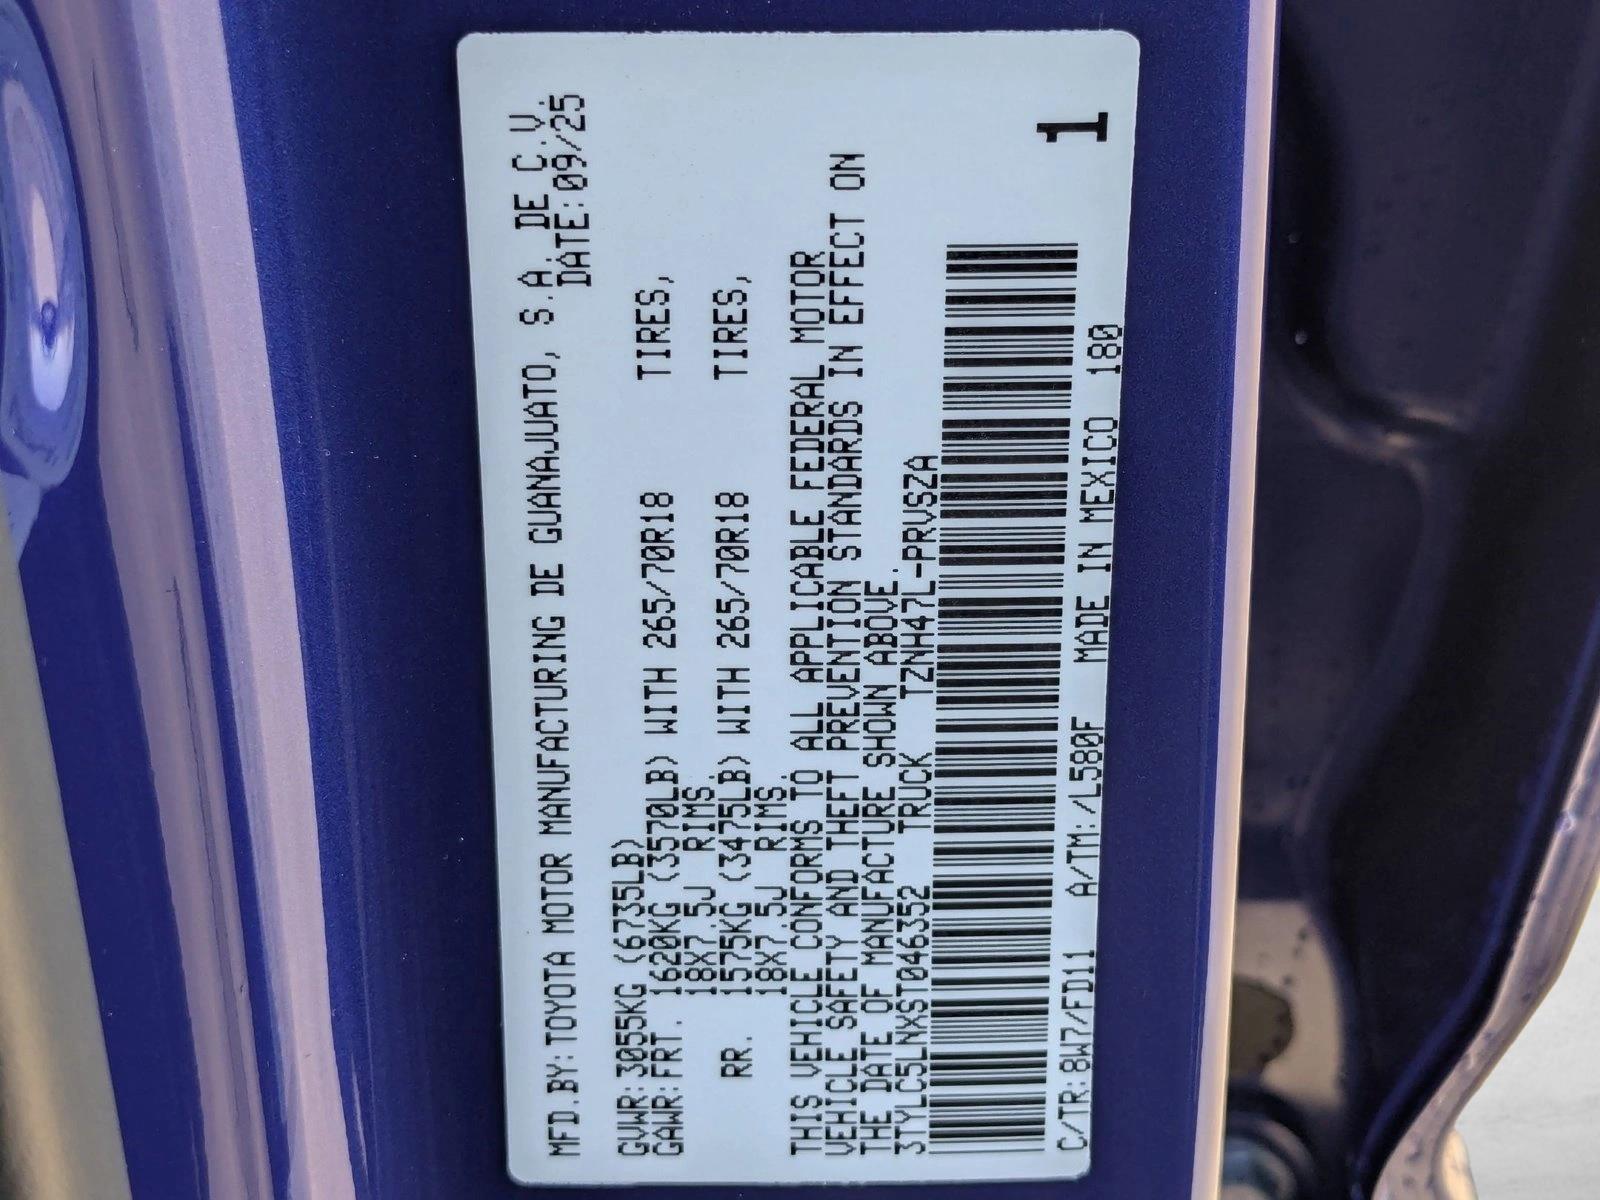 MFD.BY:TOYOTA MOTOR MANUFACTURING DE GUANAJUATO, S.A. DE C.V.
DATE:09/25
GVWR:3055KG (6735LB)
GAWR:FRT. 1620KG (3570LB) WITH 265/70R18 TIRES,
18X7.5J RIMS.
RR. 1575KG (3475LB) WITH 265/70R18 TIRES,
18X7.5J RIMS.
THIS VEHICLE CONFORMS TO ALL APPLICABLE FEDERAL MOTOR
VEHICLE SAFETY AND THEFT PREVENTION STANDARDS IN EFFECT ON
THE DATE OF MANUFACTURE SHOWN ABOVE.
3TYLC5LNXST046352 TRUCK TZNH47L-PRVSZA
C/TR:8W7/FD11 A/TM:/L580F MADE IN MEXICO 180
1